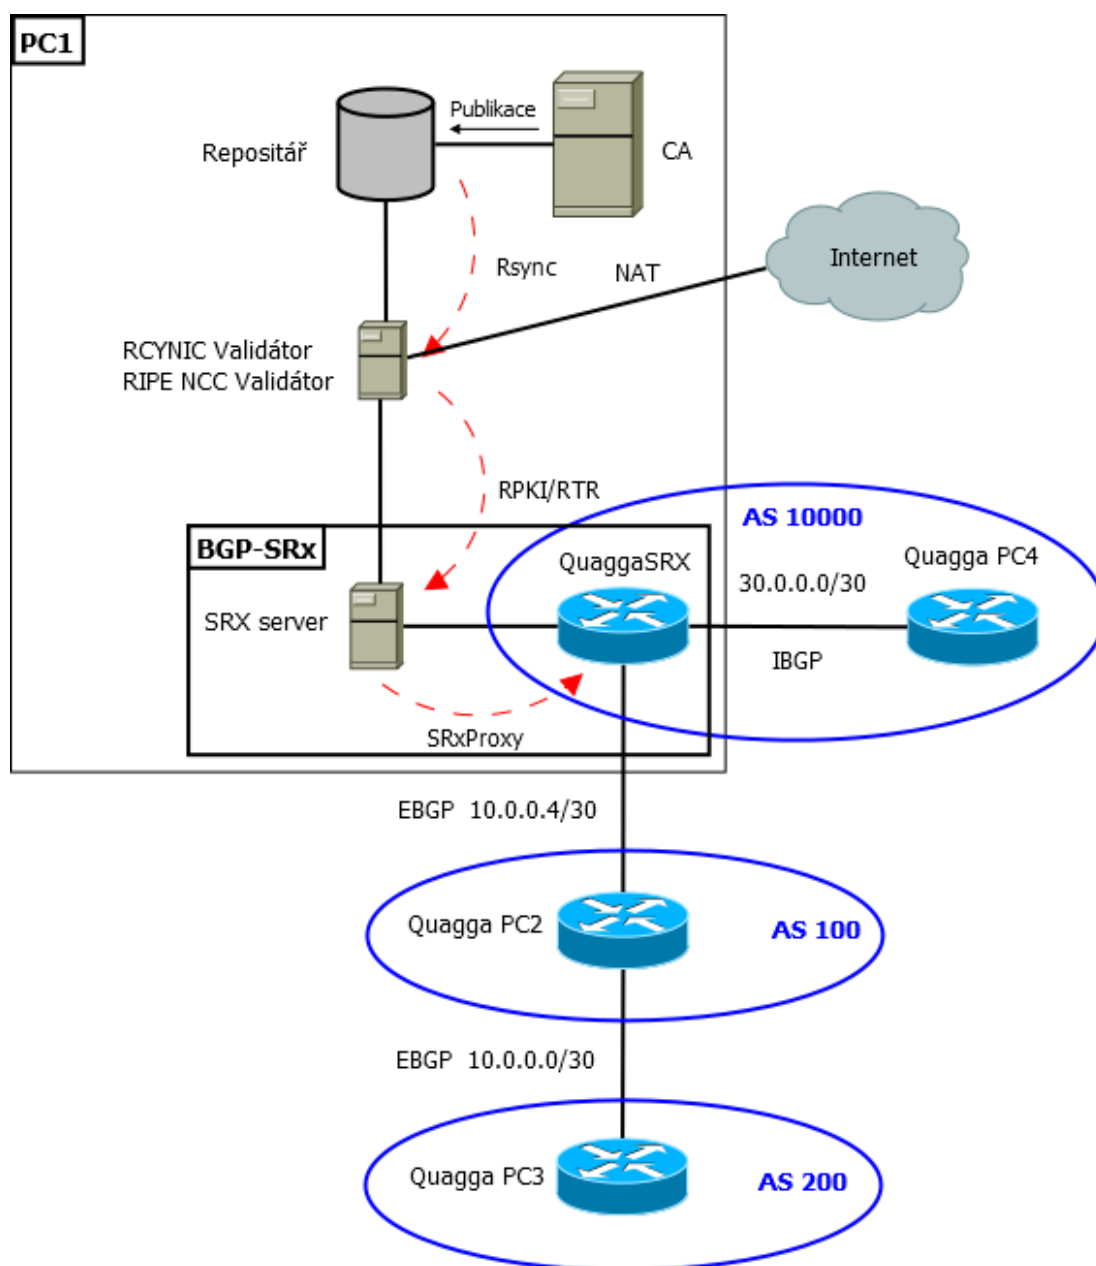 PC1
Publikace
Repositář
CA
Internet
Rsync
NAT
RCYNIC Validátor
RIPE NCC Validátor
RPKI/RTR
AS 10000
BGP-SRx
QuaggaSRX
Quagga PC4
30.0.0.0/30
SRX server
IBGP
SRxProxy
EBGP 10.0.0.4/30
Quagga PC2
AS 100
EBGP 10.0.0.0/30
Quagga PC3
AS 200